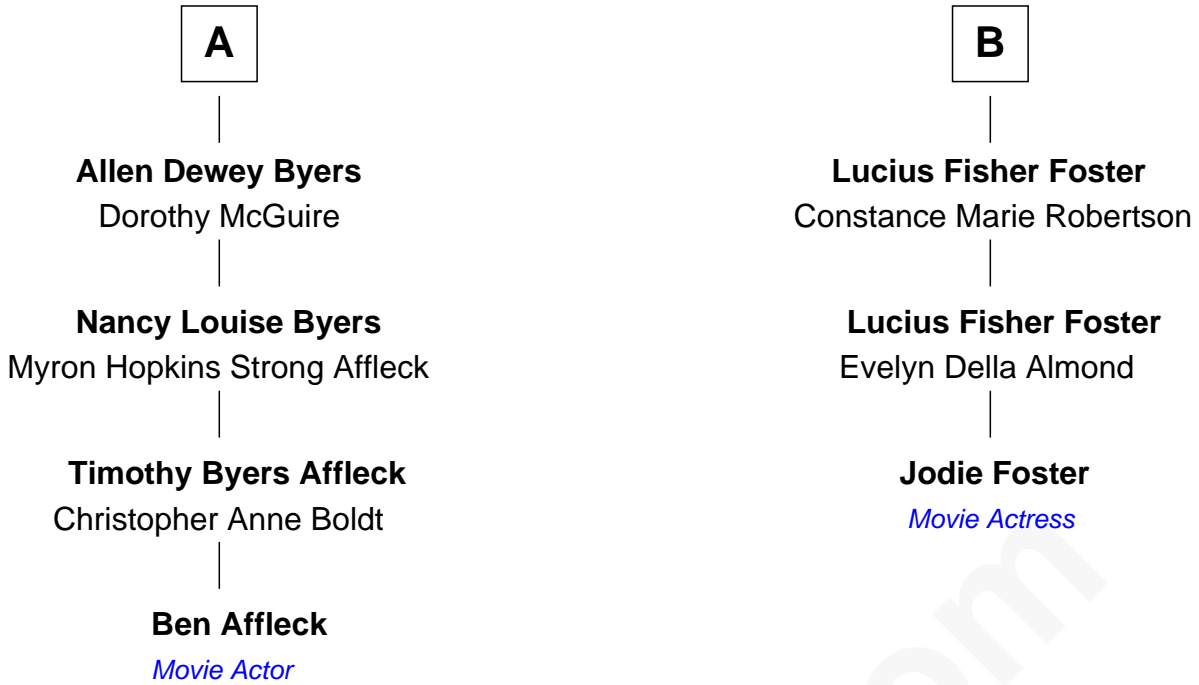 A
Allen Dewey Byers
Dorothy McGuire
Nancy Louise Byers
Myron Hopkins Strong Affleck
Timothy Byers Affleck
Christopher Anne Boldt
Ben Affleck
Movie Actor
B
Lucius Fisher Foster
Constance Marie Robertson
Lucius Fisher Foster
Evelyn Della Almond
Jodie Foster
Movie Actress
om